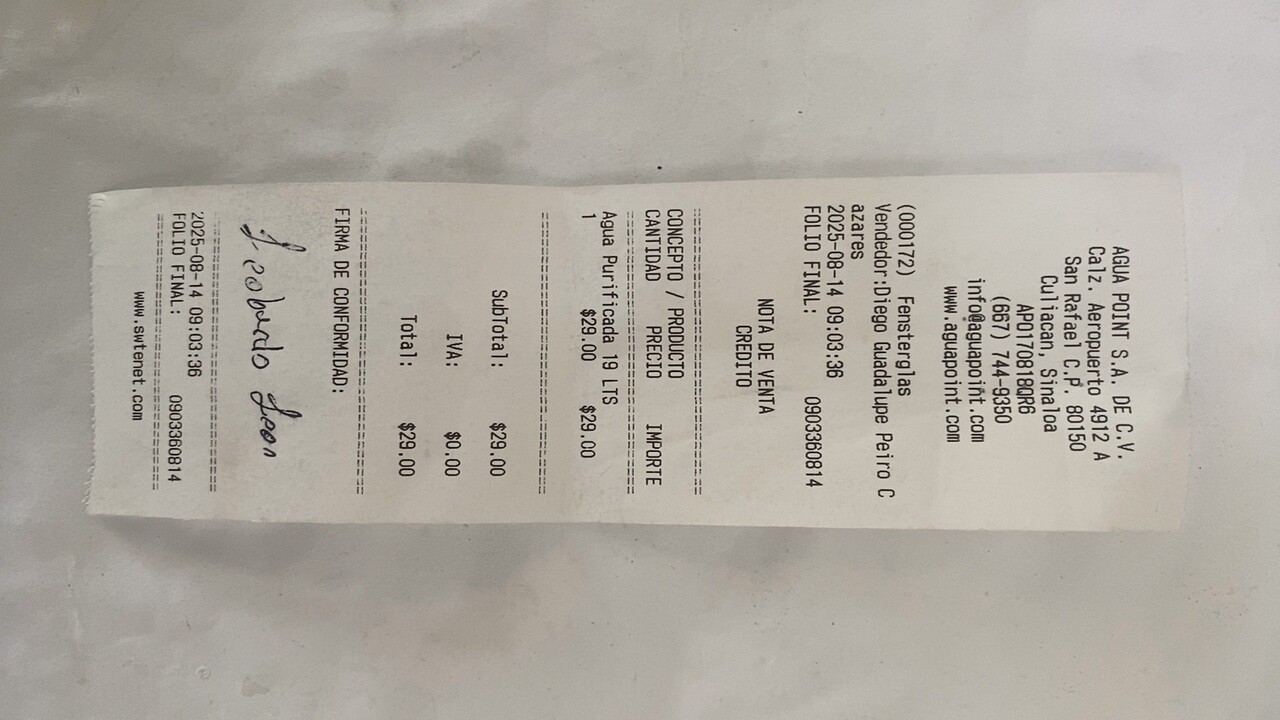 AGUA POINT S.A. DE C.V.
Calz. Aeropuerto 4912 A
San Rafael C.P. 80150
Culiacan, Sinaloa
APO170818QR6
(667) 744-9350
info@aguapoint.com
www.aguapoint.com
(000172) Fensterglas
Vendedor:Diego Guadalupe Peiro C
azares
2025-08-14 09:03:36
FOLIO FINAL: 0903360814
NOTA DE VENTA
CREDITO
CONCEPTO / PRODUCTO
CANTIDAD PRECIO IMPORTE
Agua Purificada 19 LTS
1 $29.00 $29.00
SubTotal: $29.00
IVA: $0.00
Total: $29.00
FIRMA DE CONFORMIDAD:
Leobardo Leon
2025-08-14 09:03:36
FOLIO FINAL: 0903360814
www.swtenet.com